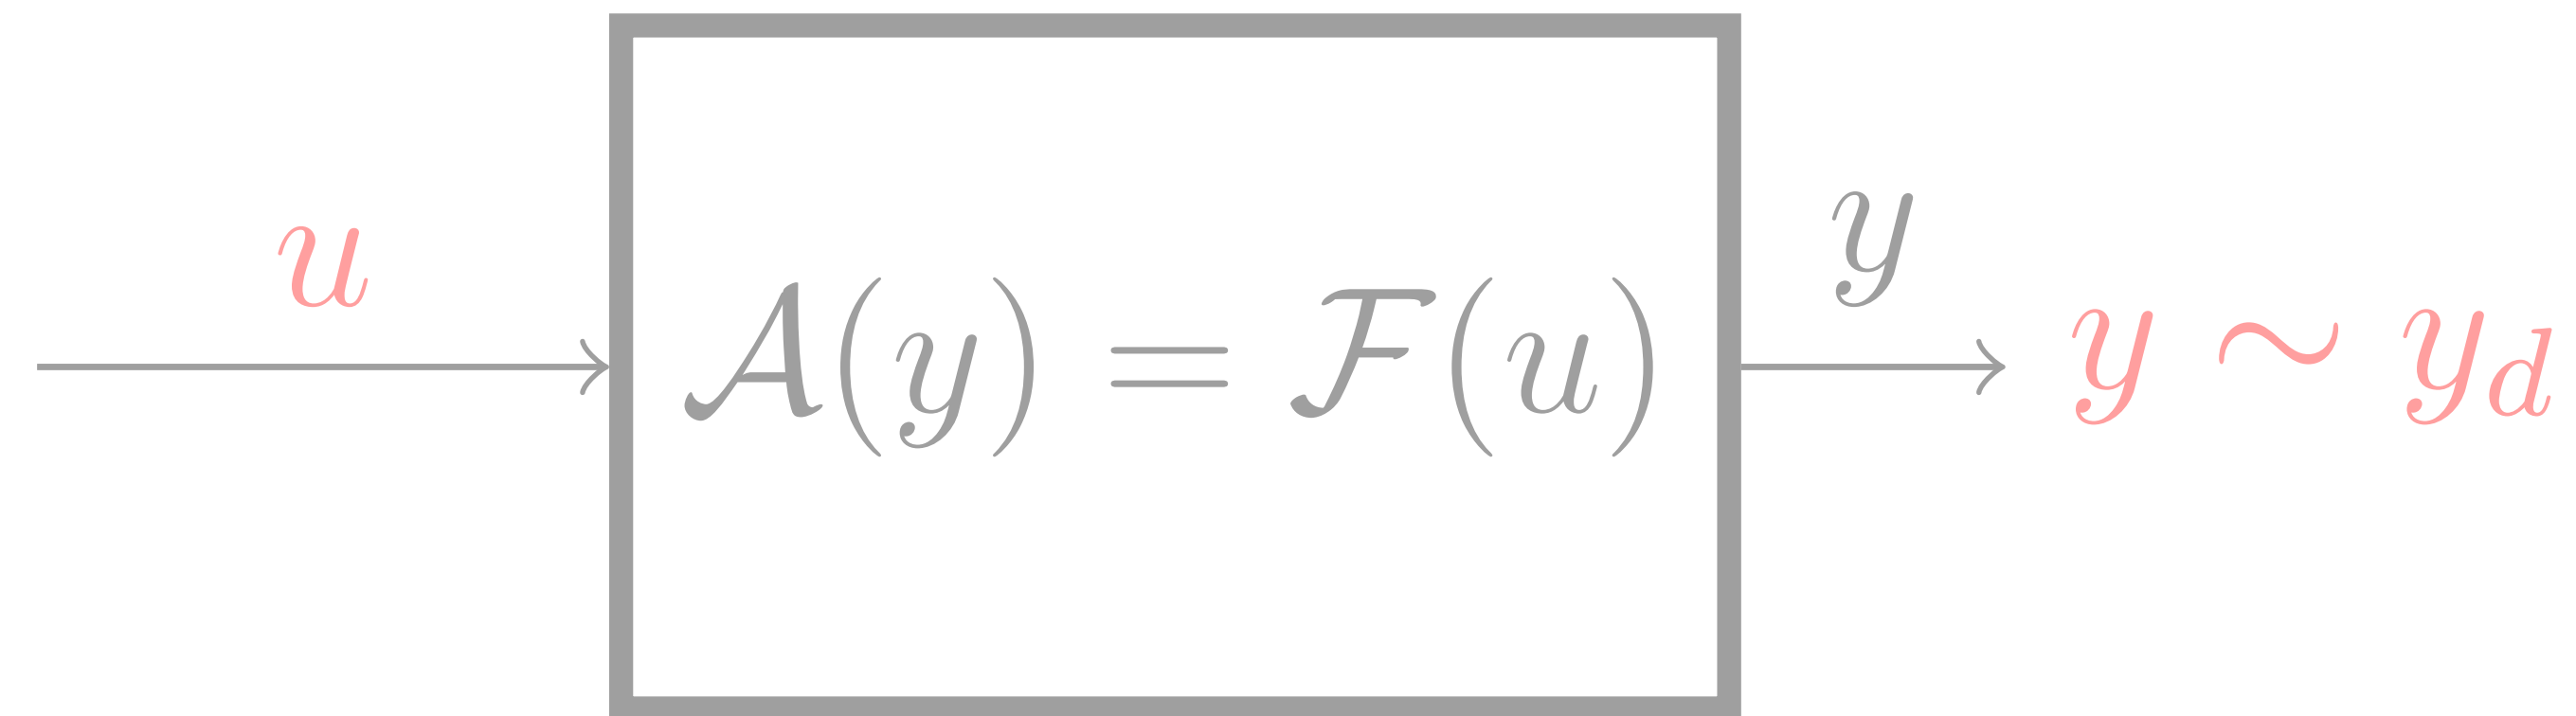 u
𝒜(y) = ℱ(u)
y
y ∼ y_d